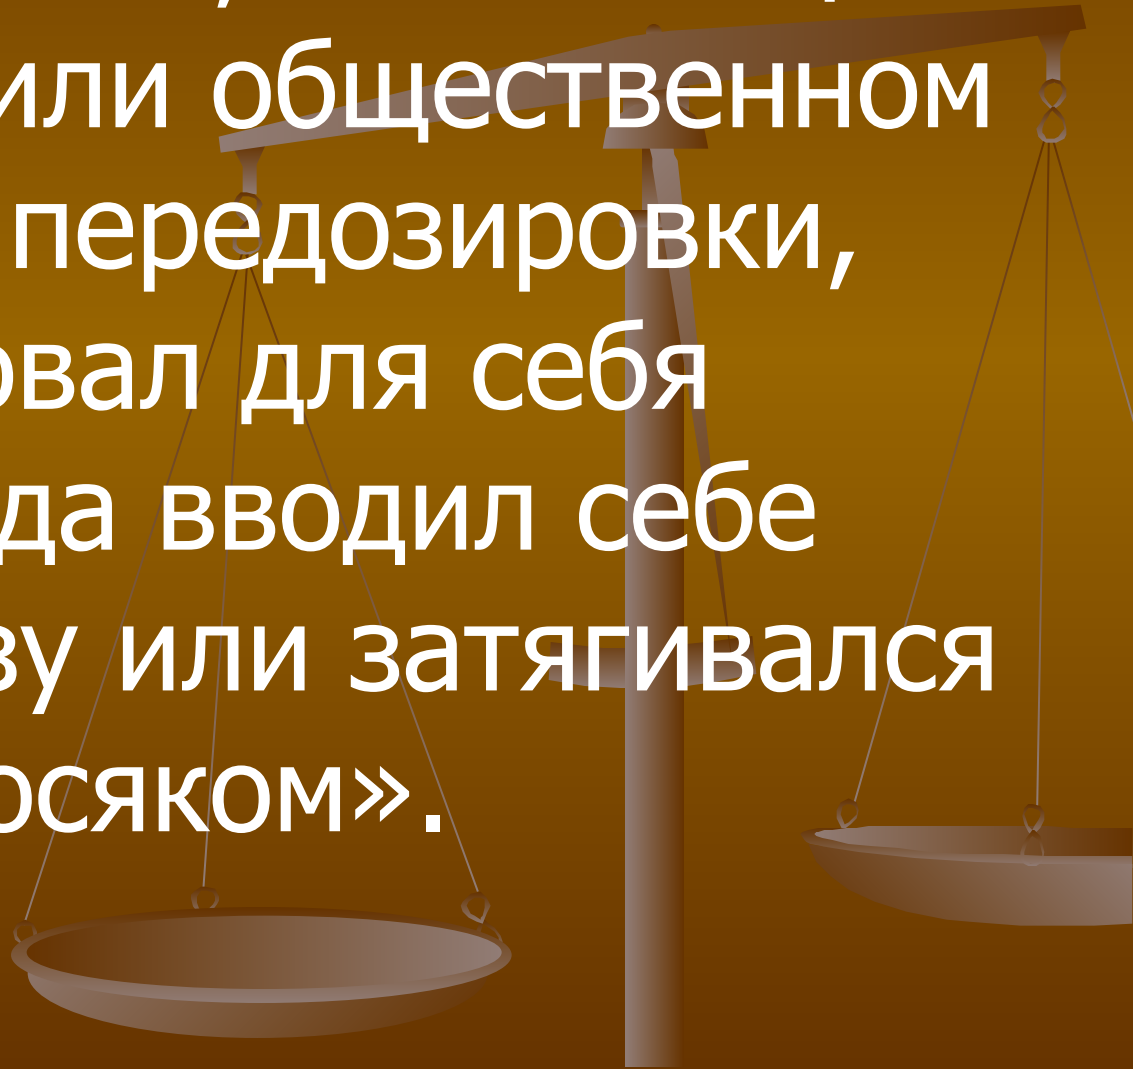 или общественном
передозировки,
овал для себя
да вводил себе
зу или затягивался
осяком».